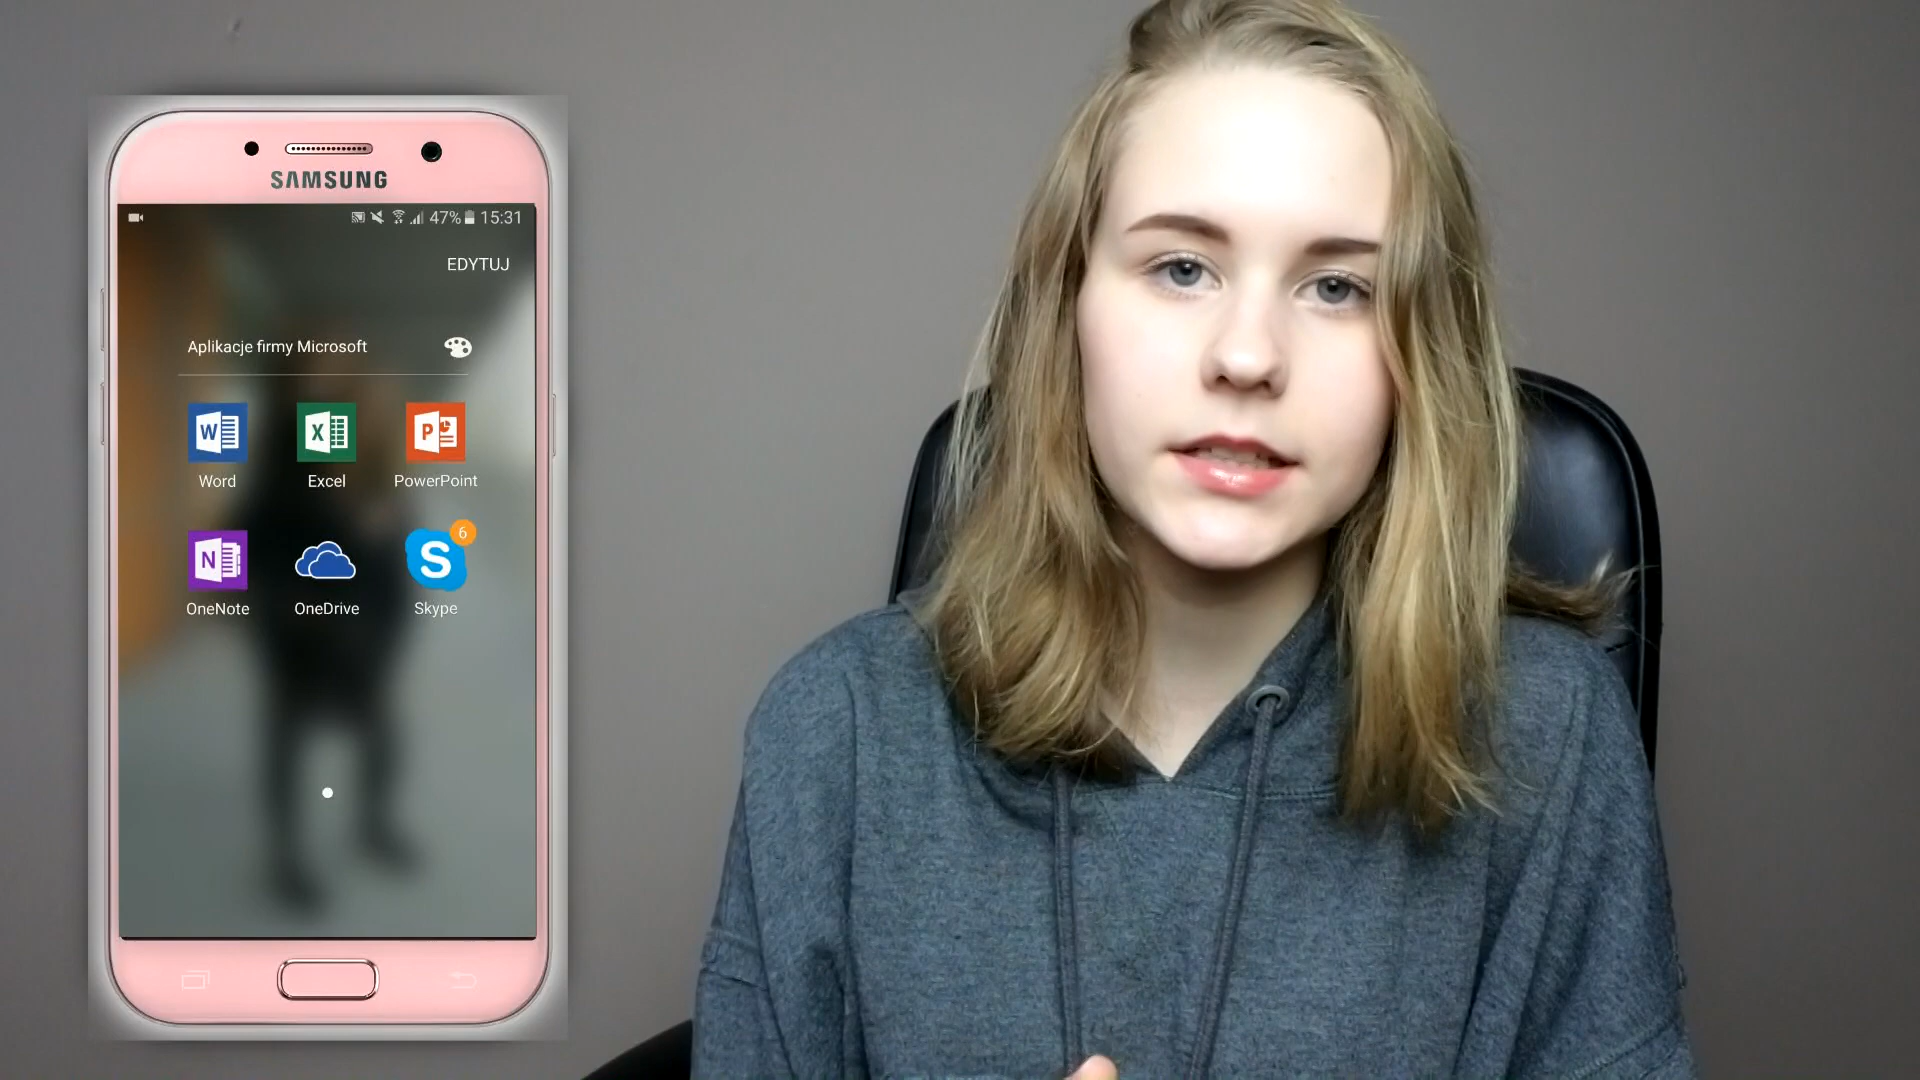 SAMSUNG
47% 15:31
EDYTUJ
Aplikacje firmy Microsoft
W X P
Word Excel PowerPoint
6
N S
OneNote OneDrive Skype